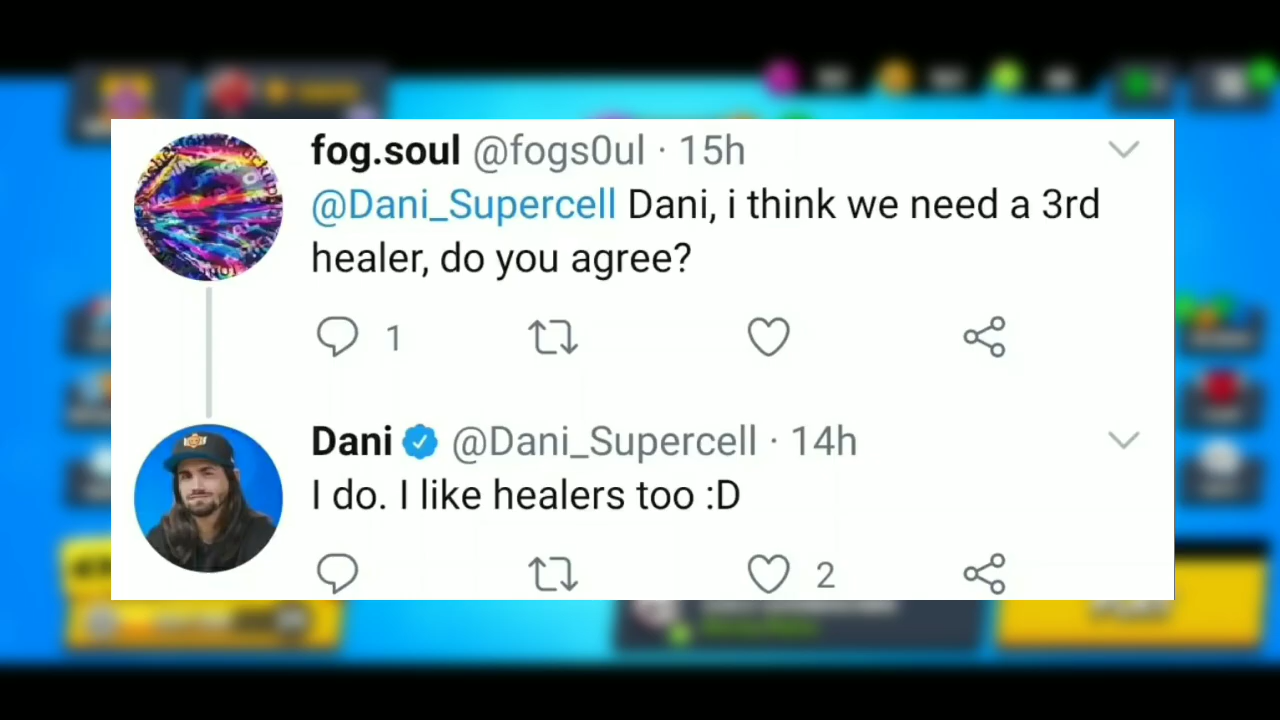 fog.soul @fogs0ul · 15h
@Dani_Supercell Dani, i think we need a 3rd
healer, do you agree?
1
Dani @Dani_Supercell · 14h
I do. I like healers too :D
2